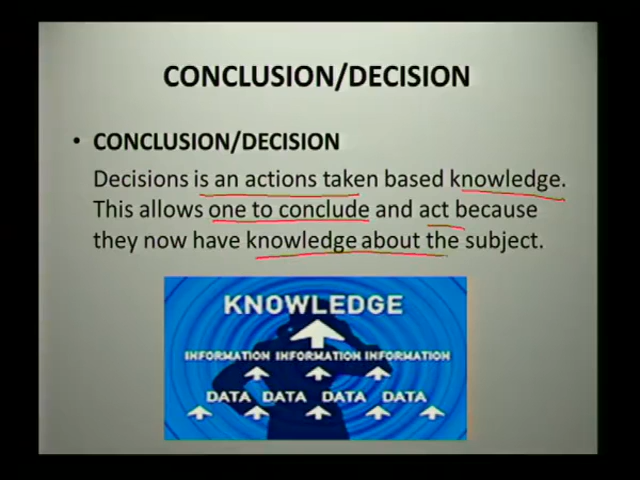 CONCLUSION/DECISION
• CONCLUSION/DECISION
Decisions is an actions taken based knowledge.
This allows one to conclude and act because
they now have knowledge about the subject.
KNOWLEDGE
INFORMATION INFORMATION INFORMATION
DATA DATA DATA DATA